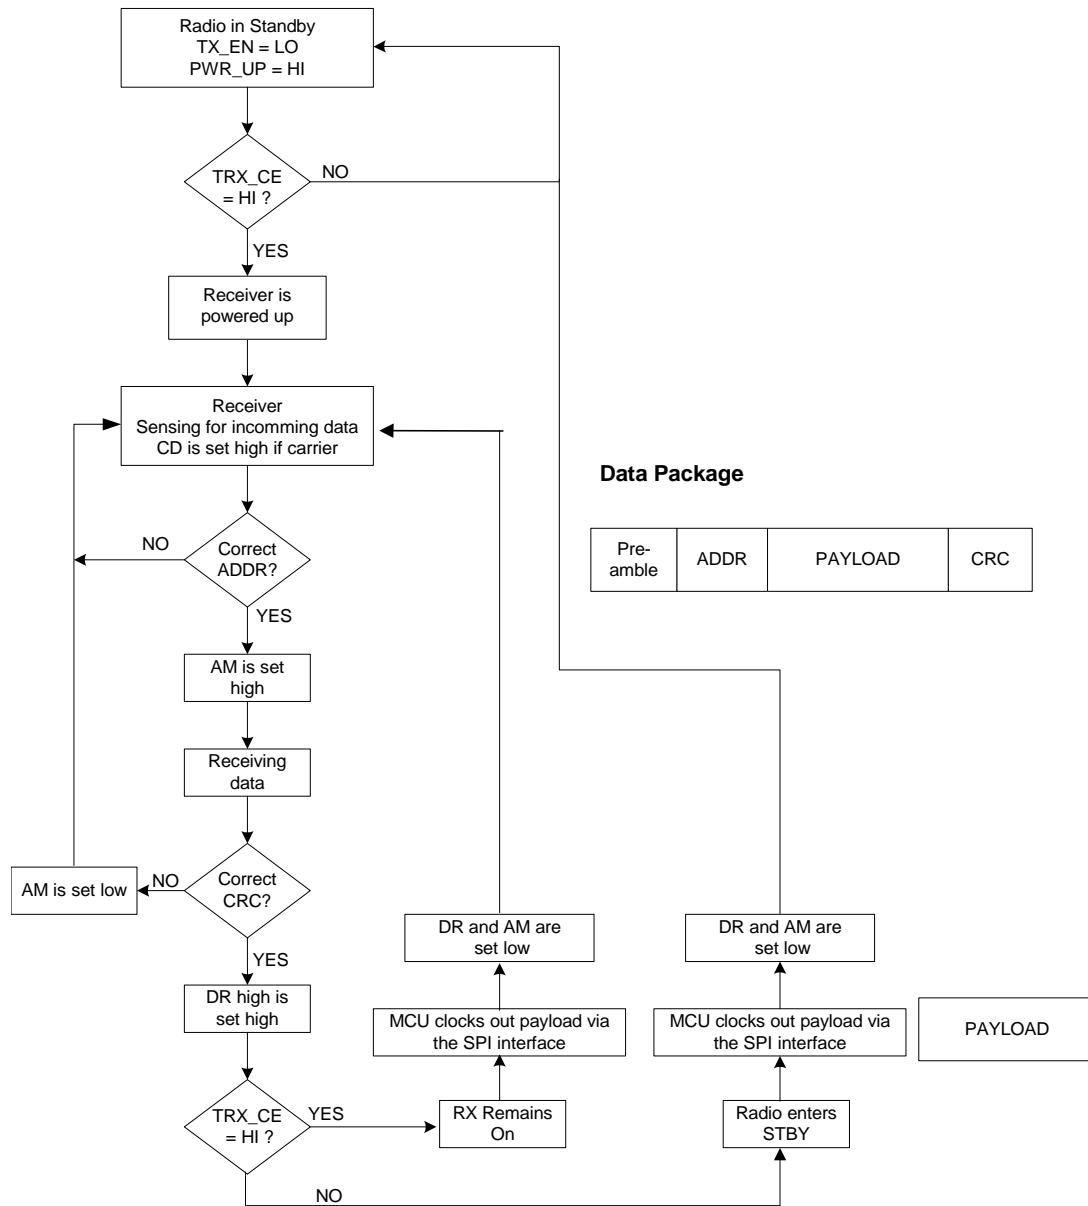 Radio in Standby
TX_EN = LO
PWR_UP = HI
TRX_CE
= HI ?
NO
YES
Receiver is
powered up
Receiver
Sensing for incomming data
CD is set high if carrier
Data Package
Pre-
amble
ADDR
PAYLOAD
CRC
NO
Correct
ADDR?
YES
AM is set
high
Receiving
data
AM is set low
NO
Correct
CRC?
YES
DR high is
set high
TRX_CE
= HI ?
YES
NO
RX Remains
On
MCU clocks out payload via
the SPI interface
DR and AM are
set low
Radio enters
STBY
MCU clocks out payload via
the SPI interface
DR and AM are
set low
PAYLOAD